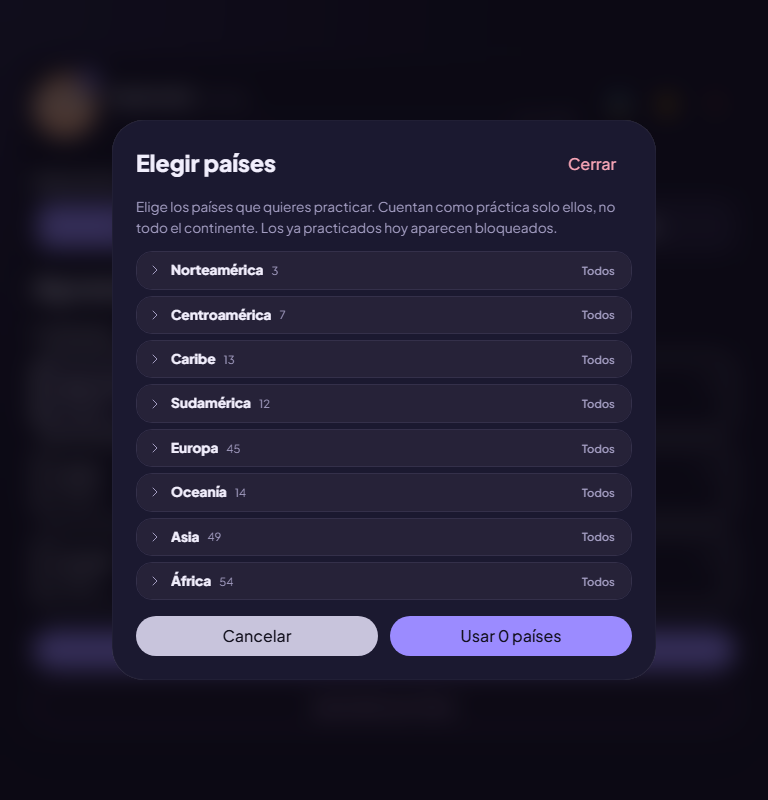 Elegir países
Cerrar
Elige los países que quieres practicar. Cuentan como práctica solo ellos, no
todo el continente. Los ya practicados hoy aparecen bloqueados.
Norteamérica 3 Todos
Centroamérica 7 Todos
Caribe 13 Todos
Sudamérica 12 Todos
Europa 45 Todos
Oceanía 14 Todos
Asia 49 Todos
África 54 Todos
Cancelar
Usar 0 países